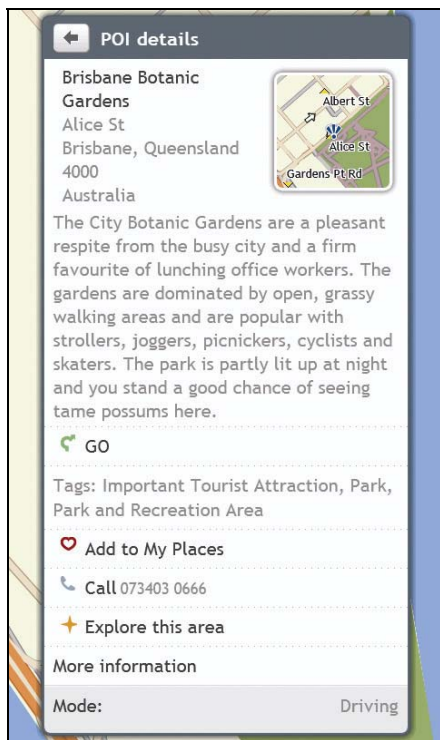 POI details
Brisbane Botanic
Gardens
Alice St
Brisbane, Queensland
4000
Australia
Albert St
Alice St
Gardens Pt Rd
The City Botanic Gardens are a pleasant
respite from the busy city and a firm
favourite of lunching office workers. The
gardens are dominated by open, grassy
walking areas and are popular with
strollers, joggers, picnickers, cyclists and
skaters. The park is partly lit up at night
and you stand a good chance of seeing
tame possums here.
GO
Tags: Important Tourist Attraction, Park,
Park and Recreation Area
Add to My Places
Call 073403 0666
Explore this area
More information
Mode: Driving